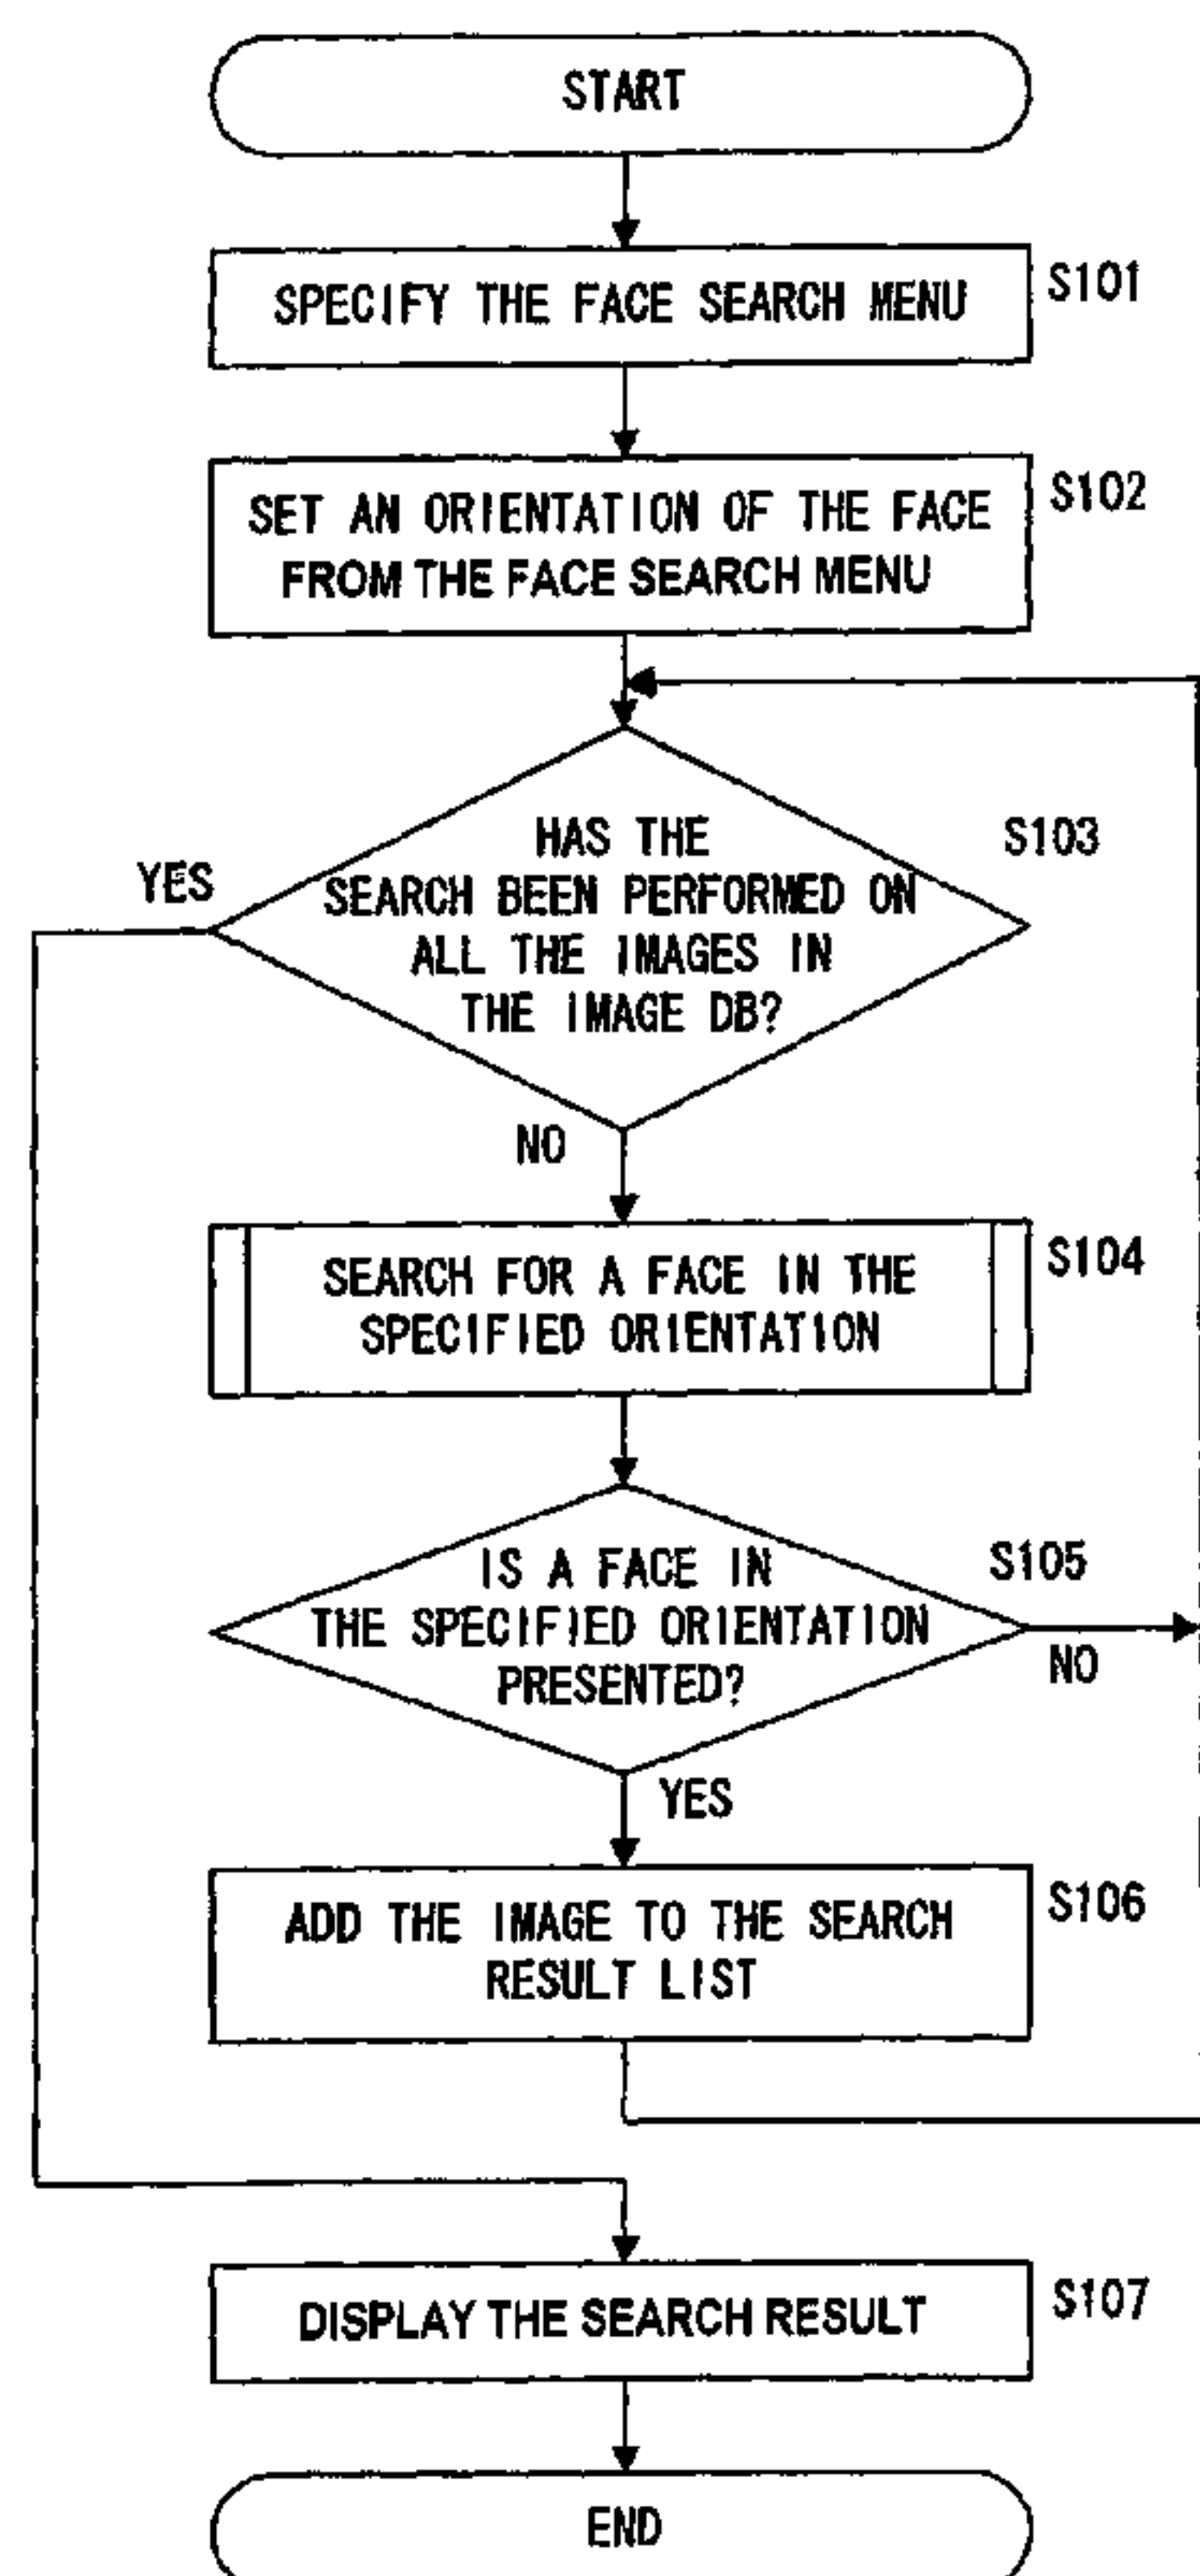 START
SPECIFY THE FACE SEARCH MENU
S101
SET AN ORIENTATION OF THE FACE
FROM THE FACE SEARCH MENU
S102
HAS THE
SEARCH BEEN PERFORMED ON
ALL THE IMAGES IN
THE IMAGE DB?
S103
YES
NO
SEARCH FOR A FACE IN THE
SPECIFIED ORIENTATION
S104
IS A FACE IN
THE SPECIFIED ORIENTATION
PRESENTED?
S105
NO
YES
ADD THE IMAGE TO THE SEARCH
RESULT LIST
S106
DISPLAY THE SEARCH RESULT
S107
END